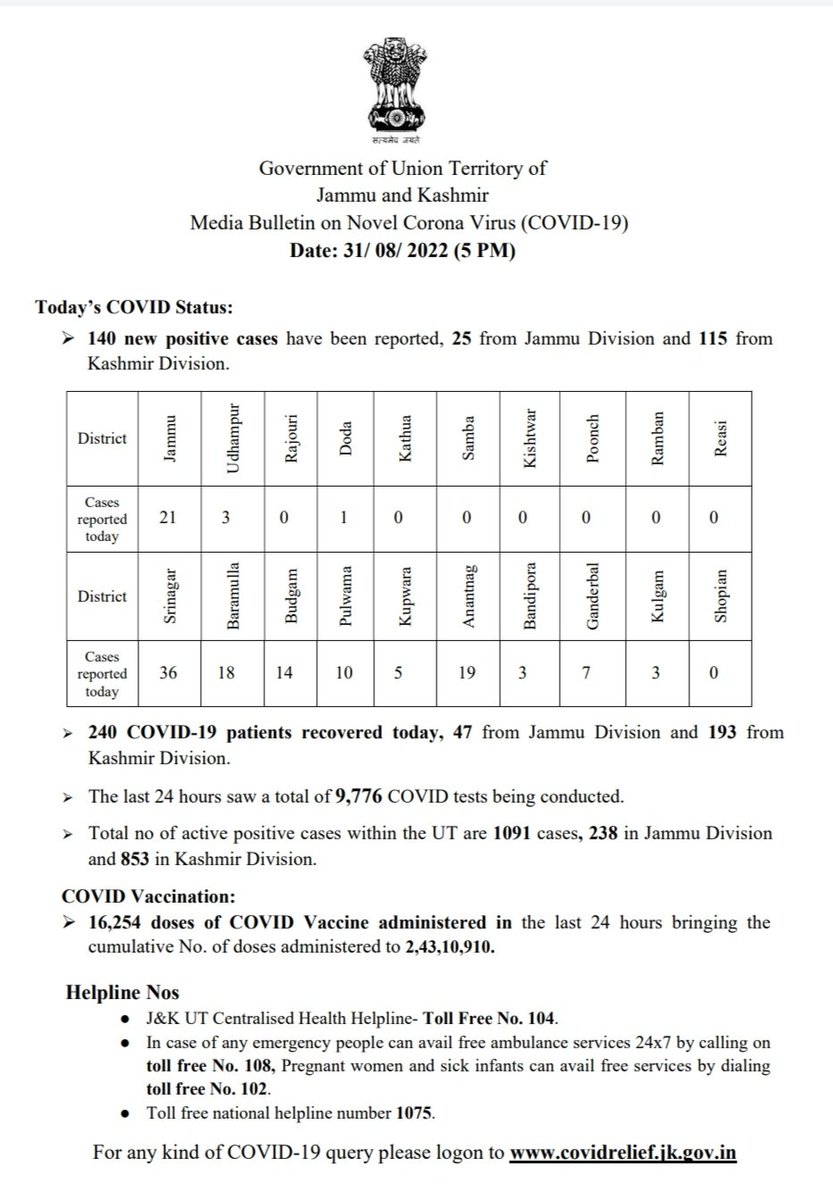 सत्यमेव जयते
Government of Union Territory of
Jammu and Kashmir
Media Bulletin on Novel Corona Virus (COVID-19)
Date: 31/ 08/ 2022 (5 PM)
Today’s COVID Status:
➢ 140 new positive cases have been reported, 25 from Jammu Division and 115 from
Kashmir Division.
District Jammu Udhampur Rajouri Doda Kathua Samba Kishtwar Poonch Ramban Reasi
Cases
reported
today
21 3 0 1 0 0 0 0 0 0
District Srinagar Baramulla Budgam Pulwama Kupwara Anantnag Bandipora Ganderbal Kulgam Shopian
Cases
reported
today
36 18 14 10 5 19 3 7 3 0
➢ 240 COVID-19 patients recovered today, 47 from Jammu Division and 193 from
Kashmir Division.
➢ The last 24 hours saw a total of 9,776 COVID tests being conducted.
➢ Total no of active positive cases within the UT are 1091 cases, 238 in Jammu Division
and 853 in Kashmir Division.
COVID Vaccination:
➢ 16,254 doses of COVID Vaccine administered in the last 24 hours bringing the
cumulative No. of doses administered to 2,43,10,910.
Helpline Nos
● J&K UT Centralised Health Helpline- Toll Free No. 104.
● In case of any emergency people can avail free ambulance services 24x7 by calling on
toll free No. 108, Pregnant women and sick infants can avail free services by dialing
toll free No. 102.
● Toll free national helpline number 1075.
For any kind of COVID-19 query please logon to www.covidrelief.jk.gov.in